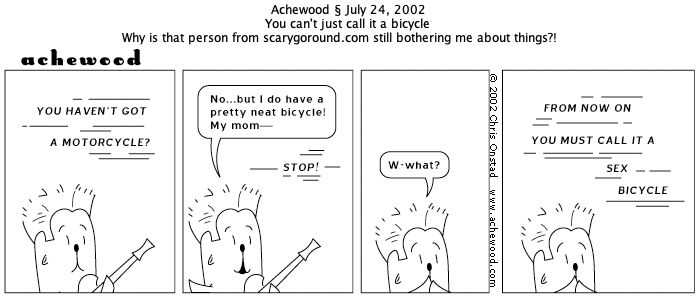 Achewood § July 24, 2002
You can't just call it a bicycle
Why is that person from scarygoround.com still bothering me about things?!
achewood
YOU HAVEN'T GOT
A MOTORCYCLE?
No...but I do have a
pretty neat bicycle!
My mom—
STOP!
W-what?
© 2002 Chris Onstad www.achewood.com
FROM NOW ON
YOU MUST CALL IT A
SEX
BICYCLE